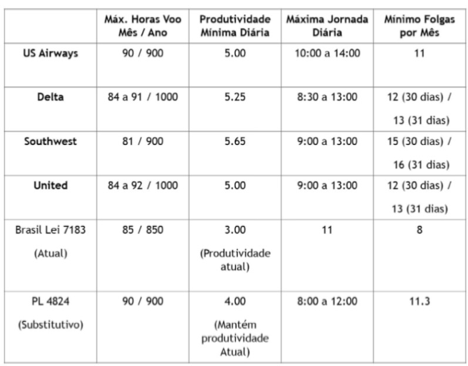 Máx. Horas Voo Mês / Ano | Produtividade Mínima Diária | Máxima Jornada Diária | Mínimo Folgas por Mês
US Airways | 90 / 900 | 5.00 | 10:00 a 14:00 | 11
Delta | 84 a 91 / 1000 | 5.25 | 8:30 a 13:00 | 12 (30 dias) / 13 (31 dias)
Southwest | 81 / 900 | 5.65 | 9:00 a 13:00 | 15 (30 dias) / 16 (31 dias)
United | 84 a 92 / 1000 | 5.00 | 9:00 a 13:00 | 12 (30 dias) / 13 (31 dias)
Brasil Lei 7183 (Atual) | 85 / 850 | 3.00 (Produtividade atual) | 11 | 8
PL 4824 (Substitutivo) | 90 / 900 | 4.00 (Mantém produtividade Atual) | 8:00 a 12:00 | 11.3